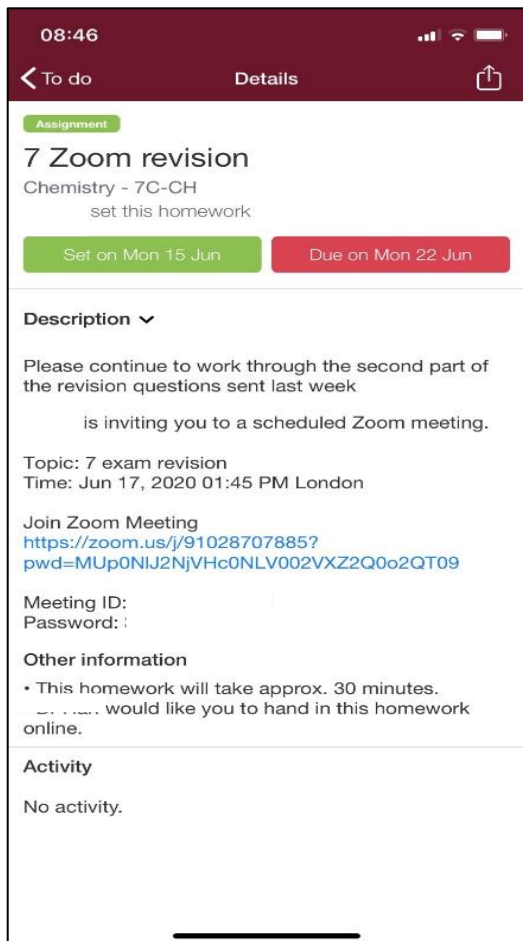 08:46
To do
Details
Assignment
7 Zoom revision
Chemistry - 7C-CH
set this homework
Set on Mon 15 Jun
Due on Mon 22 Jun
Description
Please continue to work through the second part of
the revision questions sent last week
is inviting you to a scheduled Zoom meeting.
Topic: 7 exam revision
Time: Jun 17, 2020 01:45 PM London
Join Zoom Meeting
https://zoom.us/j/91028707885?
pwd=MUp0NlJ2NjVHc0NLV002VXZ2Q0o2QT09
Meeting ID:
Password:
Other information
• This homework will take approx. 30 minutes.
would like you to hand in this homework
online.
Activity
No activity.